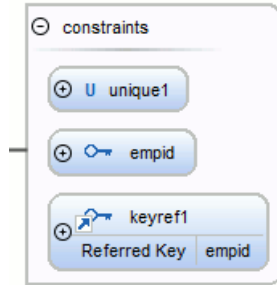 constraints
U unique1
empid
keyref1
Referred Key empid